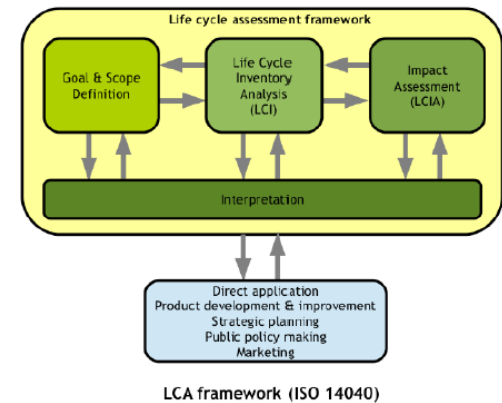 Life cycle assessment framework
Goal & Scope
Definition
Life Cycle
Inventory
Analysis
(LCI)
Impact
Assessment
(LCIA)
Interpretation
Direct application
Product development & improvement
Strategic planning
Public policy making
Marketing
LCA framework (ISO 14040)